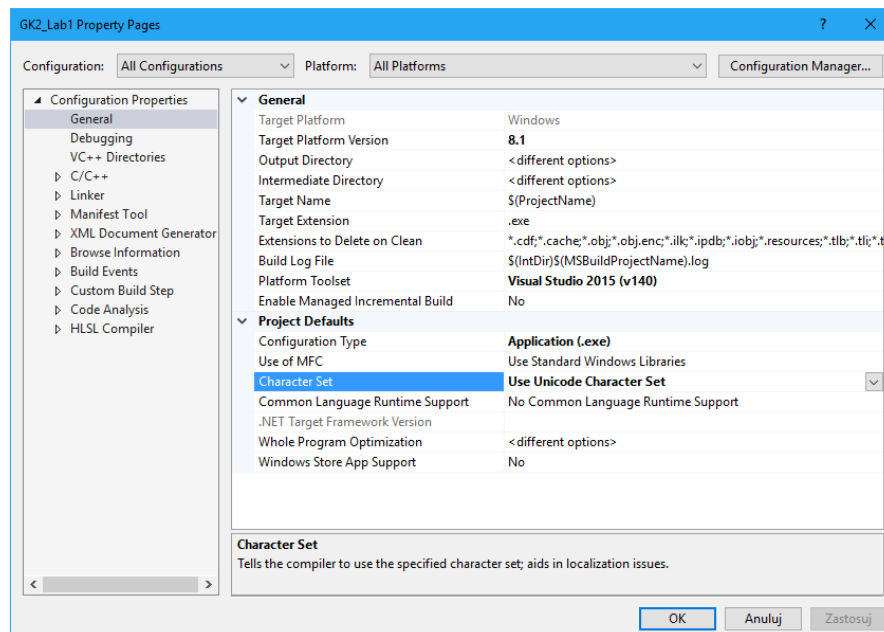 GK2_Lab1 Property Pages ? ×
Configuration: All Configurations Platform: All Platforms Configuration Manager...
Configuration Properties
General
Debugging
VC++ Directories
C/C++
Linker
Manifest Tool
XML Document Generator
Browse Information
Build Events
Custom Build Step
Code Analysis
HLSL Compiler
General
Target Platform Windows
Target Platform Version 8.1
Output Directory <different options>
Intermediate Directory <different options>
Target Name $(ProjectName)
Target Extension .exe
Extensions to Delete on Clean *.cdf;*.cache;*.obj;*.obj.enc;*.ilk;*.ipdb;*.iobj;*.resources;*.tlb;*.tli;*.t
Build Log File $(IntDir)$(MSBuildProjectName).log
Platform Toolset Visual Studio 2015 (v140)
Enable Managed Incremental Build No
Project Defaults
Configuration Type Application (.exe)
Use of MFC Use Standard Windows Libraries
Character Set Use Unicode Character Set
Common Language Runtime Support No Common Language Runtime Support
.NET Target Framework Version
Whole Program Optimization <different options>
Windows Store App Support No
Character Set
Tells the compiler to use the specified character set; aids in localization issues.
OK Anuluj Zastosuj